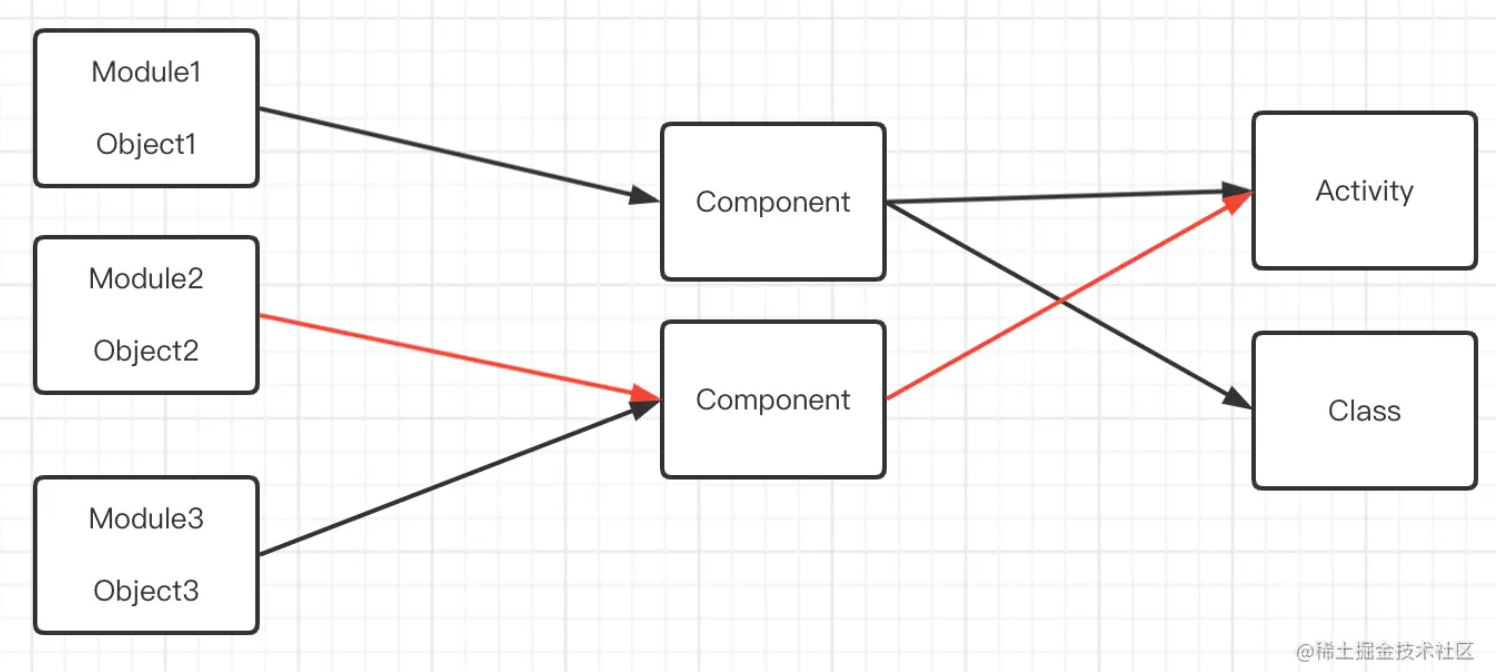 Module1
Object1
Module2
Object2
Module3
Object3
Component
Component
Activity
Class
@稀土掘金技术社区